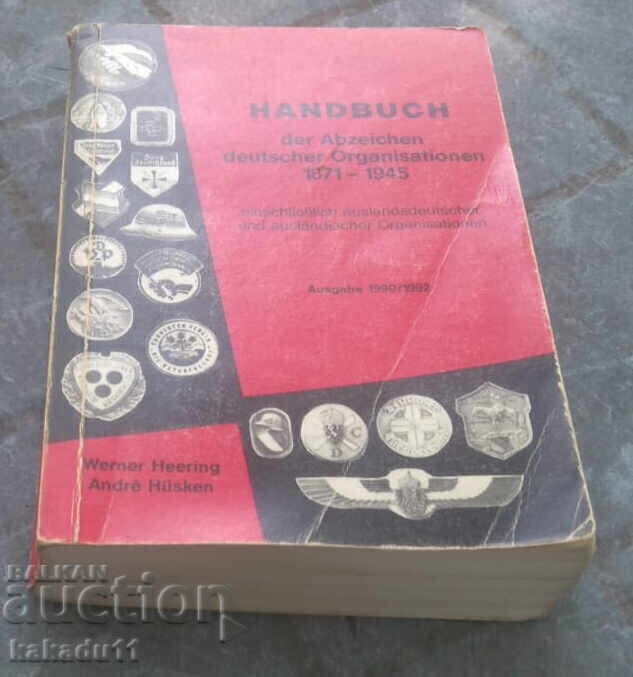 HANDBUCH
der Abzeichen
deutscher Organisationen
1871 - 1945
einschließlich auslandsdeutscher
und ausländischer Organisationen
Ausgabe 1990/1992
Werner Heering
André Hüsken
D C
D
BALKAN
auction
kakadu11